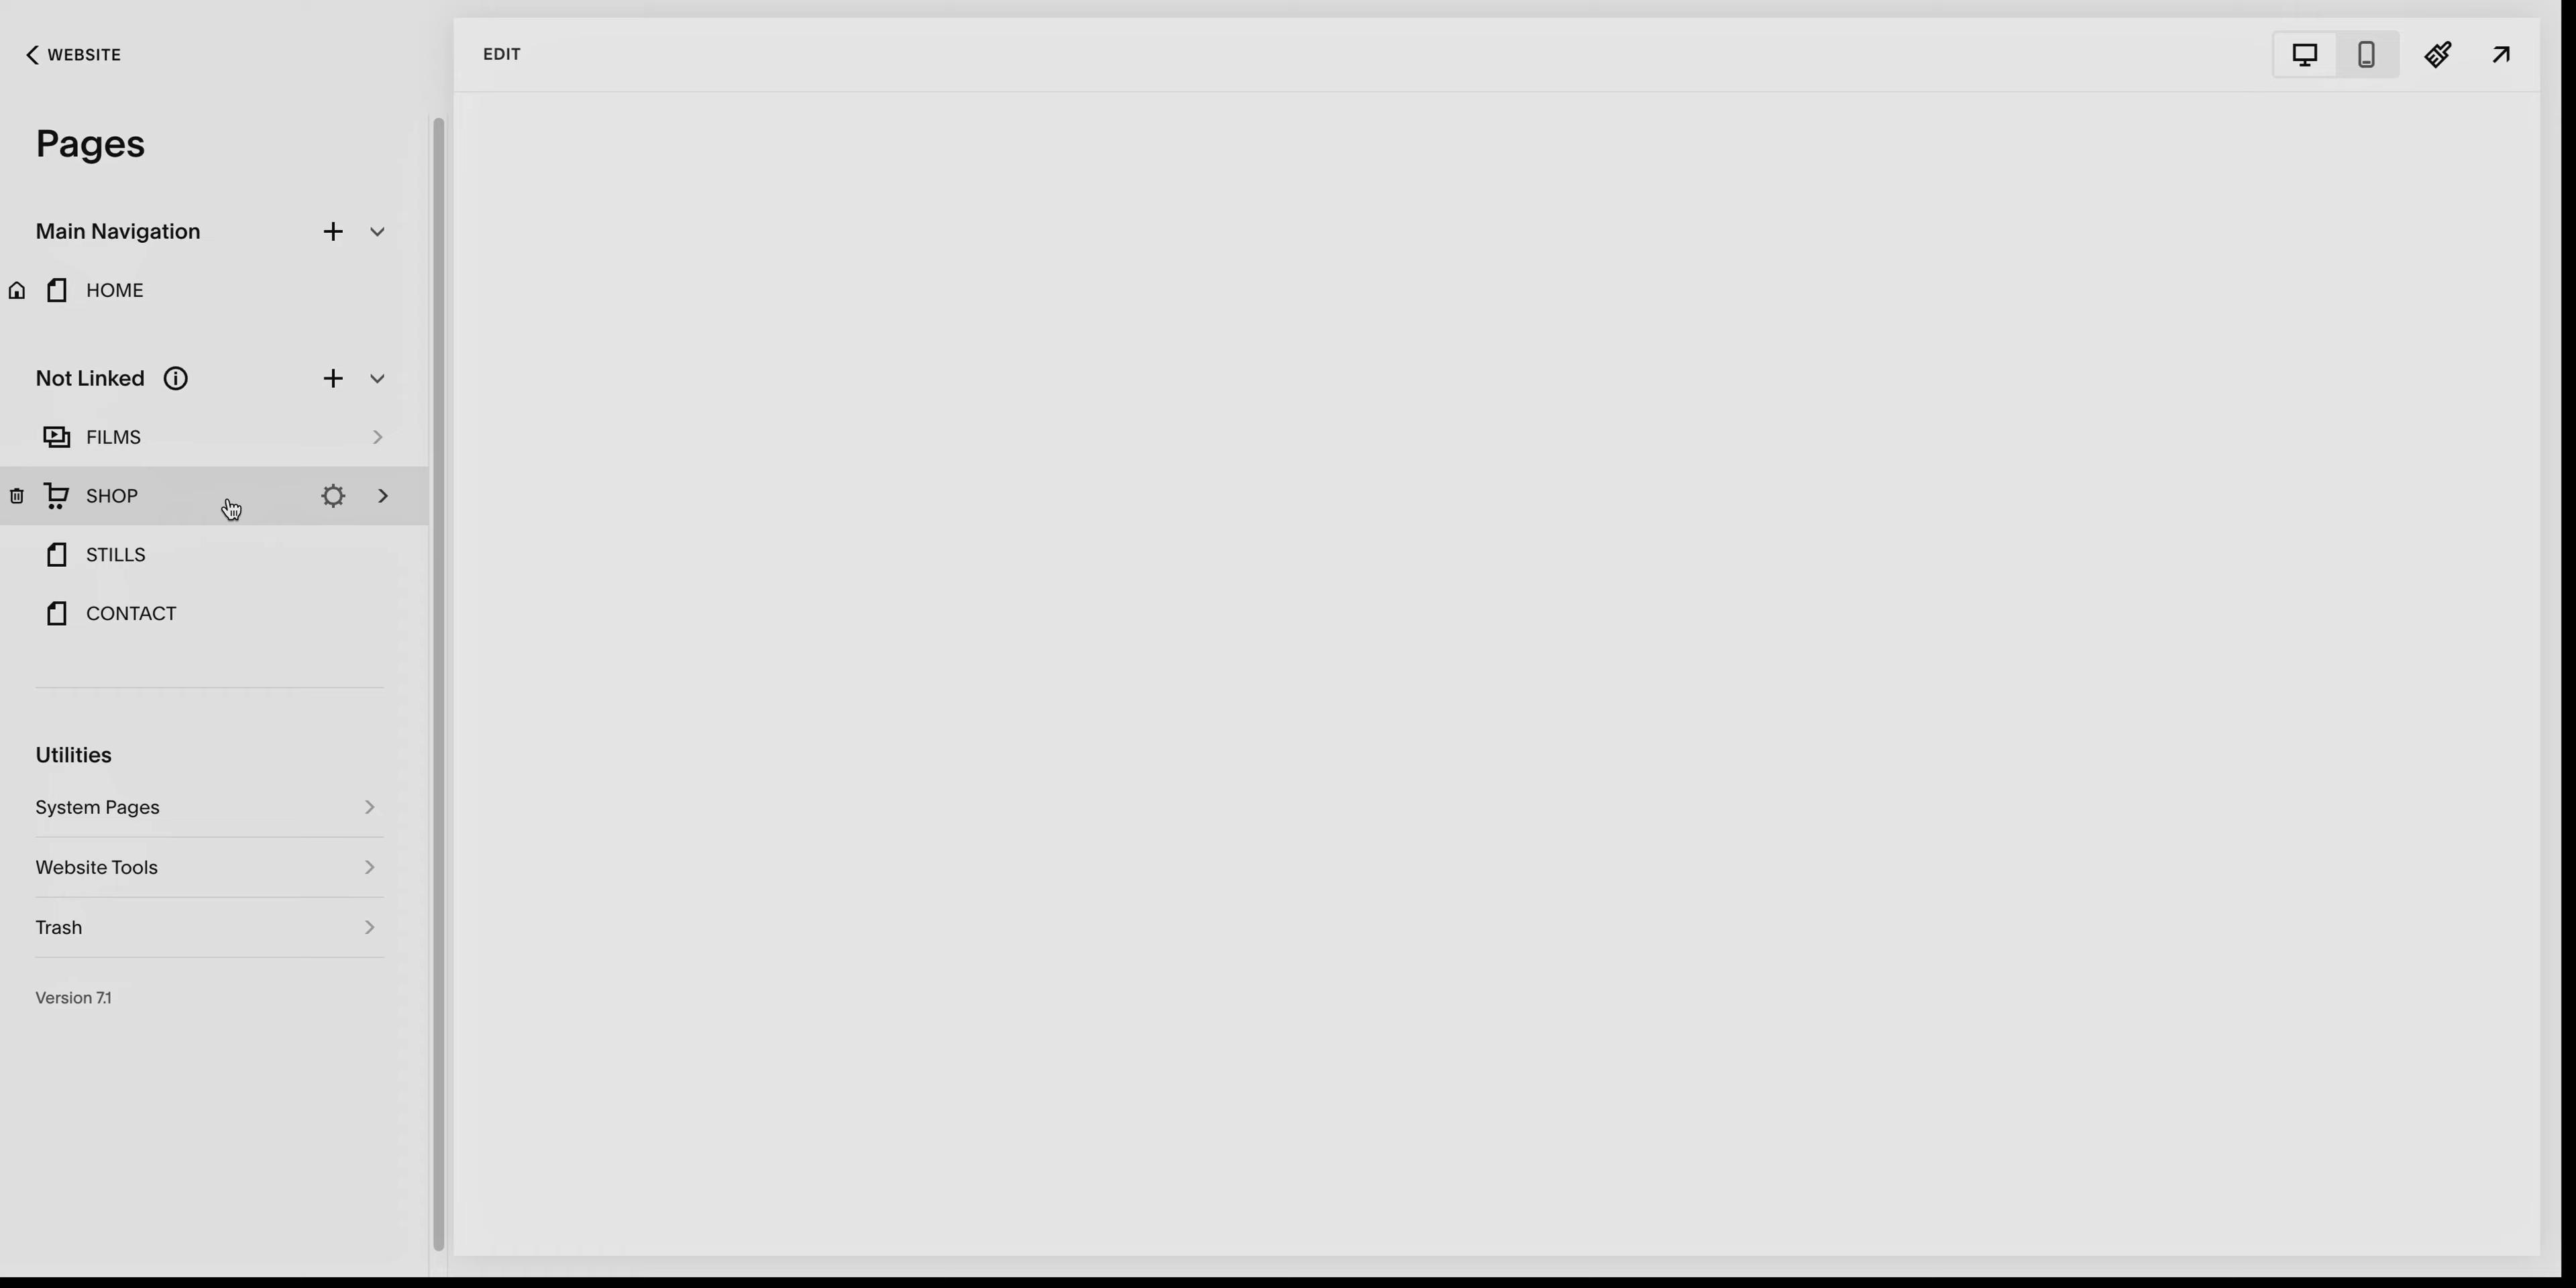 WEBSITE
EDIT
Pages
Main Navigation
HOME
Not Linked
FILMS
SHOP
STILLS
CONTACT
Utilities
System Pages
Website Tools
Trash
Version 7.1